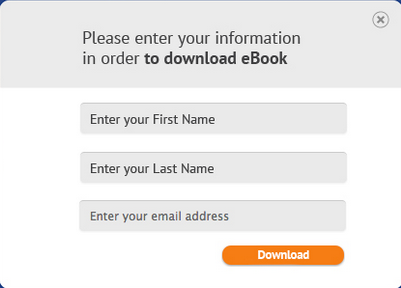 Please enter your information
in order to download eBook
Enter your First Name
Enter your Last Name
Enter your email address
Download